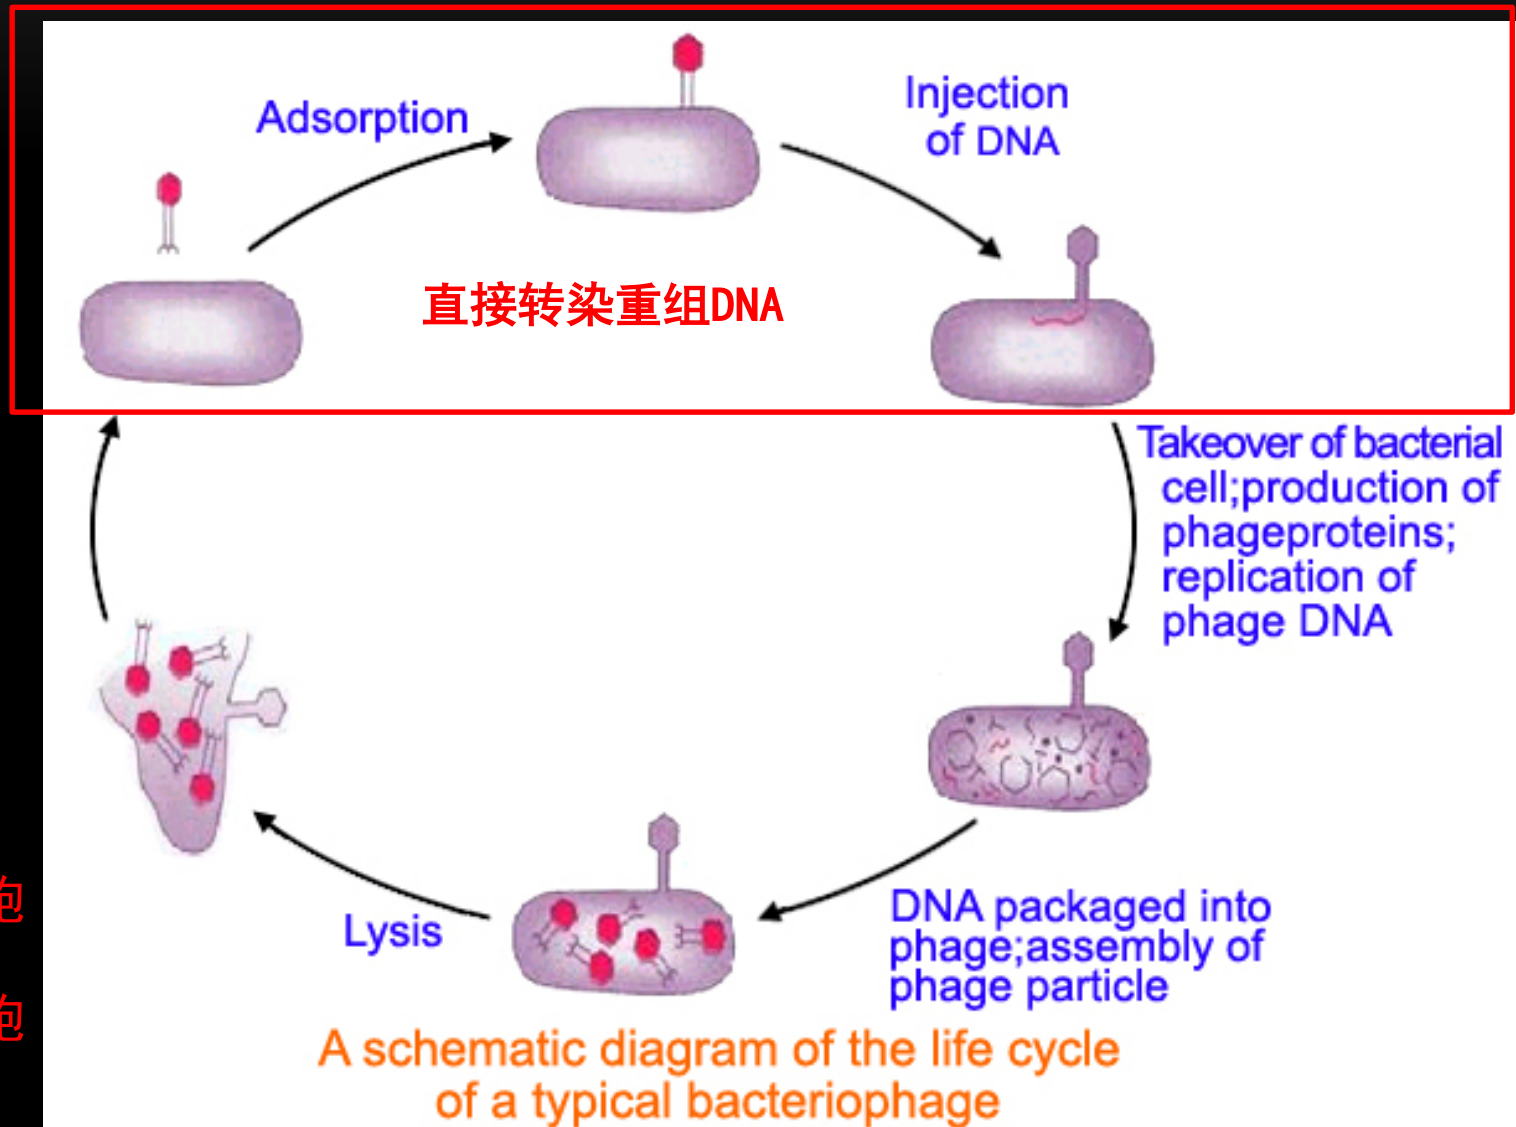 Adsorption
Injection
of DNA
直接转染重组DNA
Takeover of bacterial
cell;production of
phageproteins;
replication of
phage DNA
DNA packaged into
phage;assembly of
phage particle
Lysis
胞
胞
A schematic diagram of the life cycle
of a typical bacteriophage